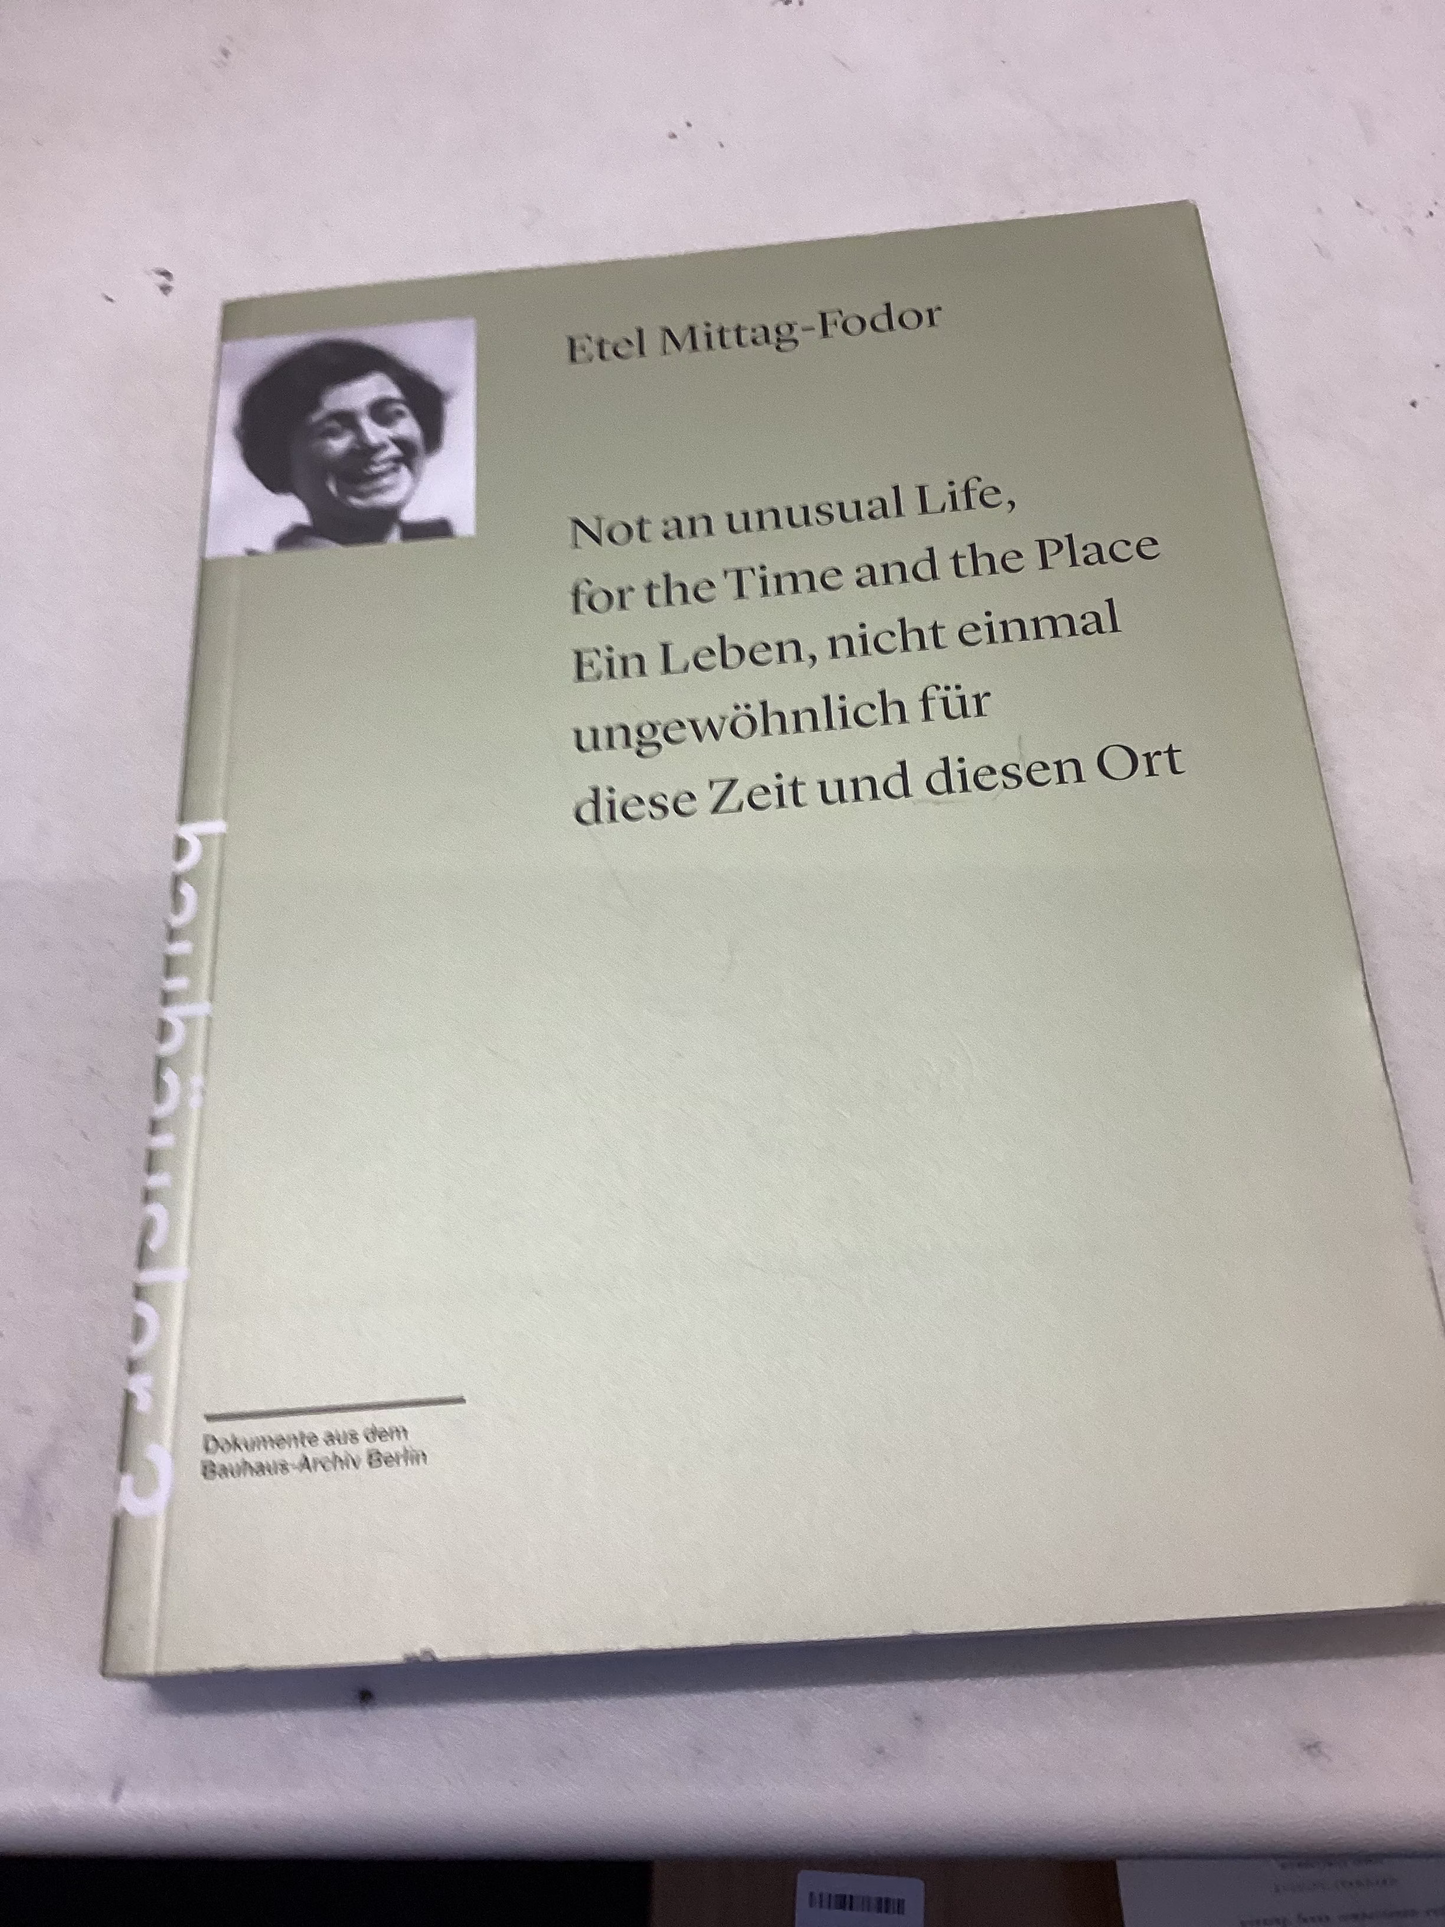 Etel Mittag-Fodor
Not an unusual Life,
for the Time and the Place
Ein Leben, nicht einmal
ungewöhnlich für
diese Zeit und diesen Ort
bauhäusler 2
Dokumente aus dem
Bauhaus-Archiv Berlin